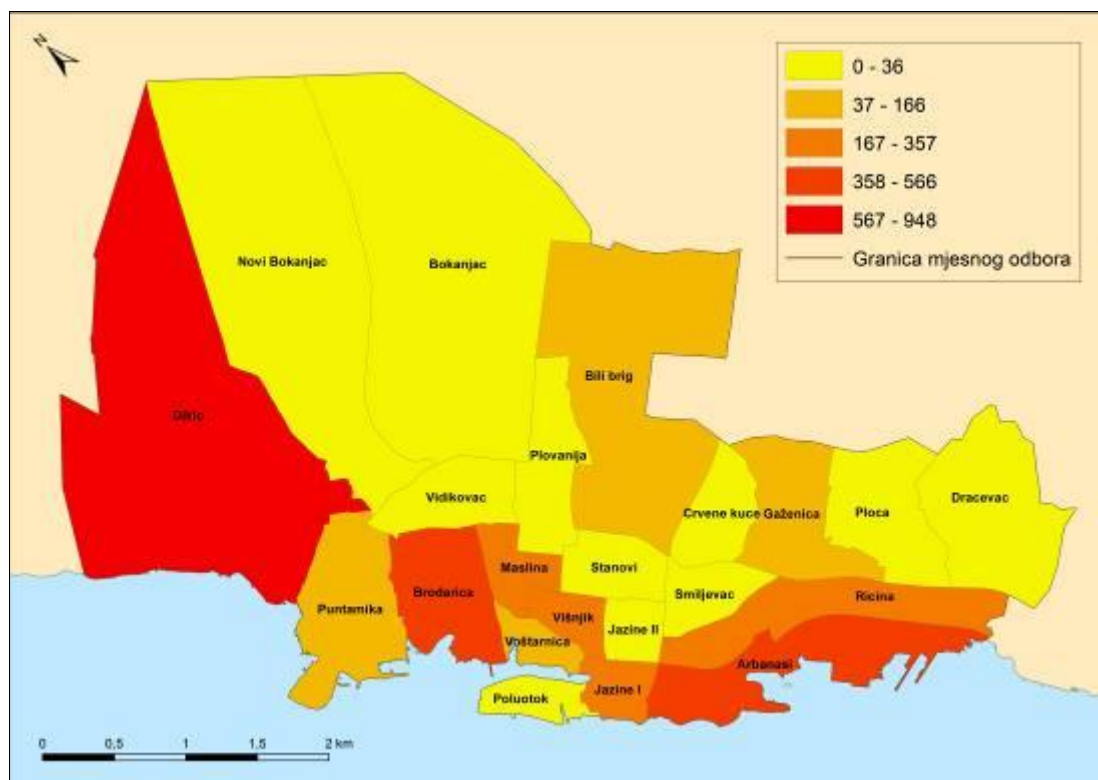 N
0 - 36
37 - 166
167 - 357
358 - 566
567 - 948
Granica mjesnog odbora
Novi Bokanjac
Bokanjac
Bili brig
Diklo
Plovanija
Vidikovac
Crvene kuce
Gaženica
Ploca
Dracevac
Maslina
Stanovi
Brodarica
Smiljevac
Ricina
Puntamika
Višnjik
Jazine II
Voštarnica
Arbanasi
Jazine I
Poluotok
0 0,5 1 1,5 2 km